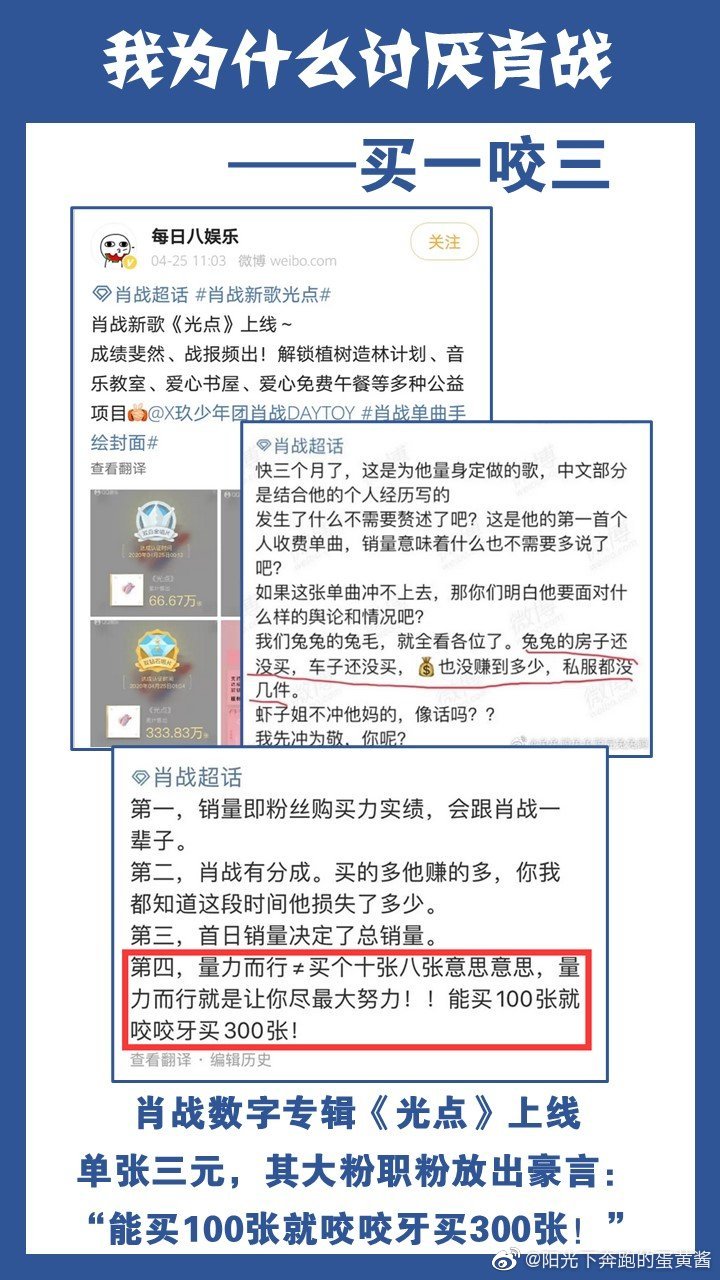 我为什么讨厌肖战
——买一咬三
每日八娱乐
关注
04-25 11:03 微博 weibo.com
肖战超话 #肖战新歌光点#
肖战新歌《光点》上线~
成绩斐然、战报频出！解锁植树造林计划、音
乐教室、爱心书屋、爱心免费午餐等多种公益
项目@X玖少年团肖战DAYTOY #肖战单曲手
绘封面#
查看翻译
达成认证时间
《光点》
66.67万张
达成认证时间
《光点》
333.83万张
肖战超话
快三个月了，这是为他量身定做的歌，中文部分
是结合他的个人经历写的
发生了什么不需要赘述了吧？这是他的第一首个
人收费单曲，销量意味着什么也不需要多说了
吧？
如果这张单曲冲不上去，那你们明白他要面对什
么样的舆论和情况吧？
我们兔兔的兔毛，就全看各位了。兔兔的房子还
没买，车子还没买，💰也没赚到多少，私服都没
几件。
虾子姐不冲他妈的，像话吗？？
我先冲为敬，你呢？
肖战超话
第一，销量即粉丝购买力实绩，会跟肖战一
辈子。
第二，肖战有分成。买的多他赚的多，你我
都知道这段时间他损失了多少。
第三，首日销量决定了总销量。
第四，量力而行≠买个十张八张意思意思，量
力而行就是让你尽最大努力！！能买100张就
咬咬牙买300张！
查看翻译 · 编辑历史
肖战数字专辑《光点》上线
单张三元，其大粉职粉放出豪言：
“能买100张就咬咬牙买300张！”
@阳光下奔跑的蛋黄酱